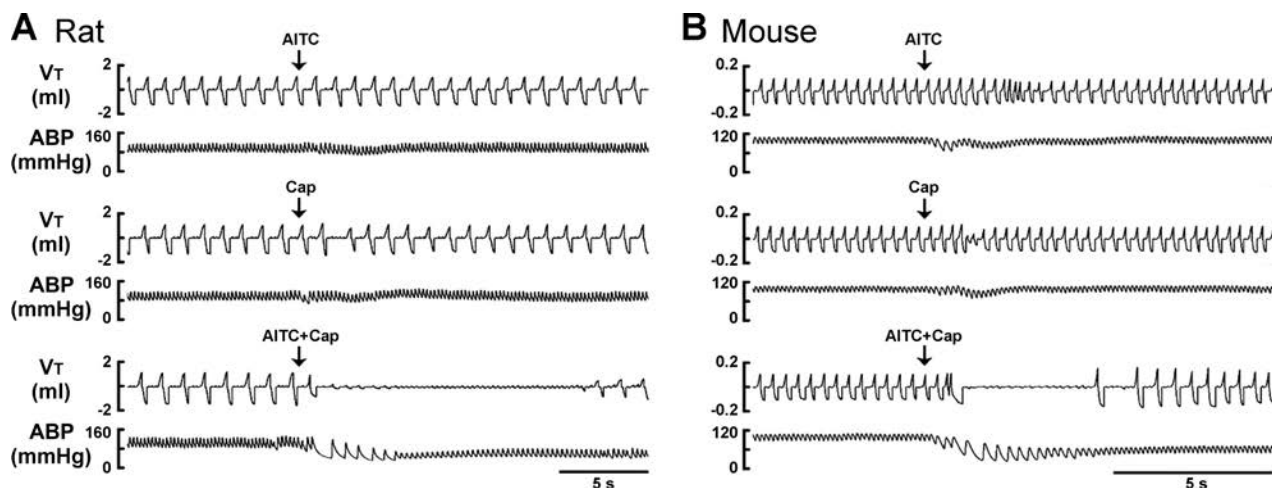 A Rat
AITC
VT
(ml)
2
-2
ABP
(mmHg)
160
0
Cap
VT
(ml)
2
-2
ABP
(mmHg)
160
0
AITC+Cap
VT
(ml)
2
-2
ABP
(mmHg)
160
0
5 s
B Mouse
AITC
0.2
-0.2
120
0
Cap
0.2
-0.2
120
0
AITC+Cap
0.2
-0.2
120
0
5 s